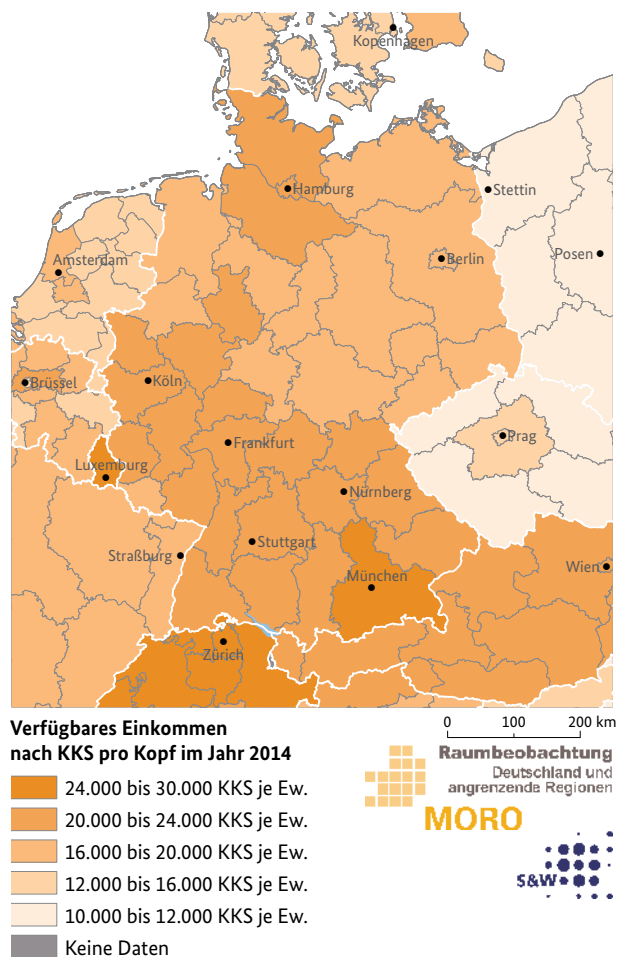 Kopenhagen
Hamburg
Stettin
Amsterdam
Berlin
Posen
Brüssel
Köln
Prag
Frankfurt
Luxemburg
Nürnberg
Straßburg
Stuttgart
München
Wien
Zürich
Verfügbares Einkommen
nach KKS pro Kopf im Jahr 2014
0 100 200 km
24.000 bis 30.000 KKS je Ew.
20.000 bis 24.000 KKS je Ew.
16.000 bis 20.000 KKS je Ew.
12.000 bis 16.000 KKS je Ew.
10.000 bis 12.000 KKS je Ew.
Keine Daten
Raumbeobachtung
Deutschland und
angrenzende Regionen
MORO
S&W